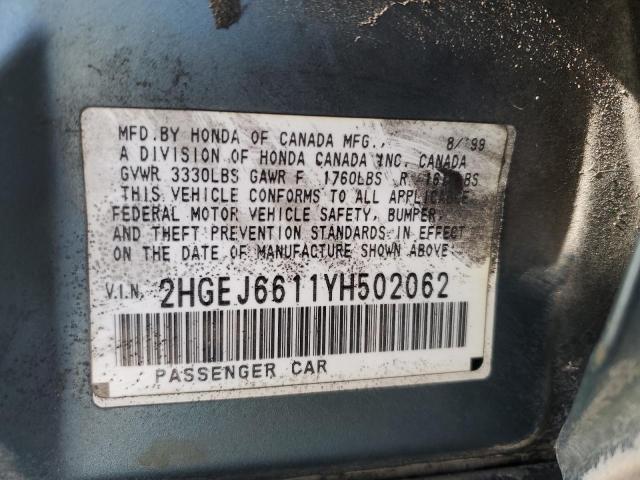 MFD.BY HONDA OF CANADA MFG., 8/'99
A DIVISION OF HONDA CANADA INC, CANADA
GVWR 3330LBS GAWR F 1760LBS R
THIS VEHICLE CONFORMS TO ALL APPLICABLE
FEDERAL MOTOR VEHICLE SAFETY, BUMPER,
AND THEFT PREVENTION STANDARDS IN EFFECT
ON THE DATE OF MANUFACTURE SHOWN ABOVE.
V.I.N. 2HGEJ6611YH502062
PASSENGER CAR